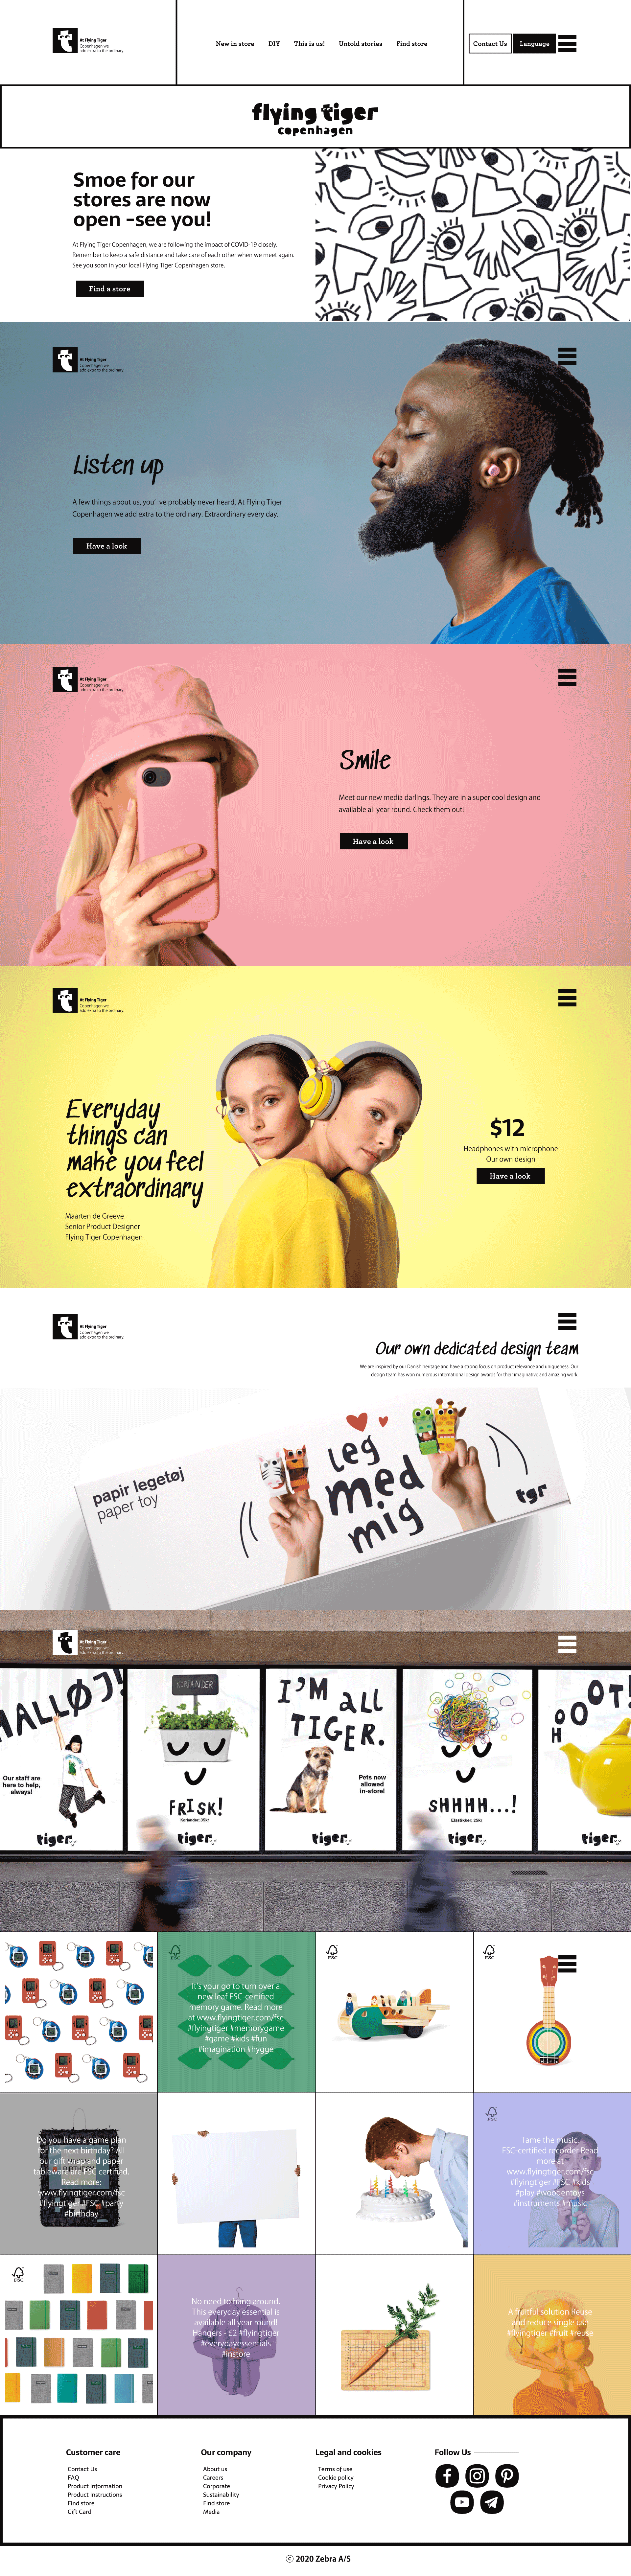 At Flying Tiger
Copenhagen we
add extra to the ordinary.
New in store
DIY
This is us!
Untold stories
Find store
Contact Us
Language
flying tiger
copenhagen
Smoe for our
stores are now
open -see you!
At Flying Tiger Copenhagen, we are following the impact of COVID-19 closely.
Remember to keep a safe distance and take care of each other when we meet again.
See you soon in your local Flying Tiger Copenhagen store.
Find a store
At Flying Tiger
Copenhagen we
add extra to the ordinary.
Listen up
A few things about us, you' ve probably never heard. At Flying Tiger
Copenhagen we add extra to the ordinary. Extraordinary every day.
Have a look
At Flying Tiger
Copenhagen we
add extra to the ordinary.
Smile
Meet our new media darlings. They are in a super cool design and
available all year round. Check them out!
Have a look
At Flying Tiger
Copenhagen we
add extra to the ordinary.
Everyday
things can
make you feel
extraordinary
Maarten de Greeve
Senior Product Designer
Flying Tiger Copenhagen
$12
Headphones with microphone
Our own design
Have a look
At Flying Tiger
Copenhagen we
add extra to the ordinary.
Our own dedicated design team
We are inspired by our Danish heritage and have a strong focus on product relevance and uniqueness. Our
design team has won numerous international design awards for their imaginative and amazing work.
papir legetøj
paper toy
Leg
med
mig
tgr
At Flying Tiger
Copenhagen we
add extra to the ordinary.
HALLØJ!
Our staff are
here to help,
always!
tiger
KORIANDER
FRISK!
Koriander, 20kr
tiger
I'M ALL
TIGER.
Pets now
allowed
in-store!
tiger
SHHHH...!
Elastikker, 20kr
tiger
HOOOT!
tiger
FSC
It's your go to turn over a
new leaf FSC-certified
memory game. Read more
at www.flyingtiger.com/fsc
#flyingtiger #memorygame
#game #kids #fun
#imagination #hygge
FSC
FSC
Do you have a game plan
for the next birthday? All
our gift wrap and paper
tableware are FSC certified.
Read more:
www.flyingtiger.com/fsc
#flyingtiger #FSC #party
#birthday
FSC
Tame the music.
FSC-certified recorder Read
more at
www.flyingtiger.com/fsc
#flyingtiger #FSC #kids
#play #woodentoys
#instruments #music
FSC
No need to hang around.
This everyday essential is
available all year round!
Hangers - £2 #flyingtiger
#everydayessentials
#instore
A fruitful solution Reuse
and reduce single use
#flyingtiger #fruit #reuse
Customer care
Contact Us
FAQ
Product Information
Product Instructions
Find store
Gift Card
Our company
About us
Careers
Corporate
Sustainability
Find store
Media
Legal and cookies
Terms of use
Cookie policy
Privacy Policy
Follow Us
© 2020 Zebra A/S